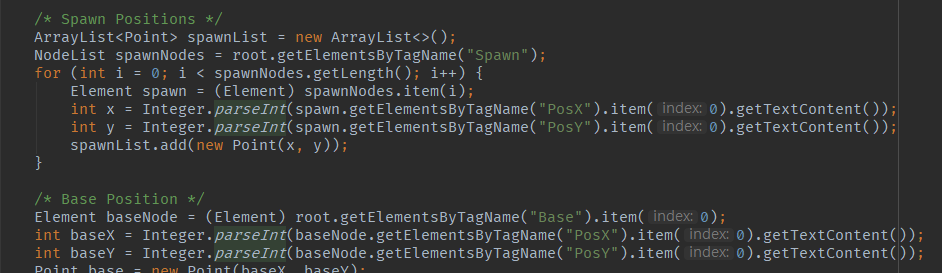 /* Spawn Positions */
ArrayList<Point> spawnList = new ArrayList<>();
NodeList spawnNodes = root.getElementsByTagName("Spawn");
for (int i = 0; i < spawnNodes.getLength(); i++) {
    Element spawn = (Element) spawnNodes.item(i);
    int x = Integer.parseInt(spawn.getElementsByTagName("PosX").item( index: 0).getTextContent());
    int y = Integer.parseInt(spawn.getElementsByTagName("PosY").item( index: 0).getTextContent());
    spawnList.add(new Point(x, y));
}
/* Base Position */
Element baseNode = (Element) root.getElementsByTagName("Base").item( index: 0);
int baseX = Integer.parseInt(baseNode.getElementsByTagName("PosX").item( index: 0).getTextContent());
int baseY = Integer.parseInt(baseNode.getElementsByTagName("PosY").item( index: 0).getTextContent());
Point base = new Point(baseX, baseY);